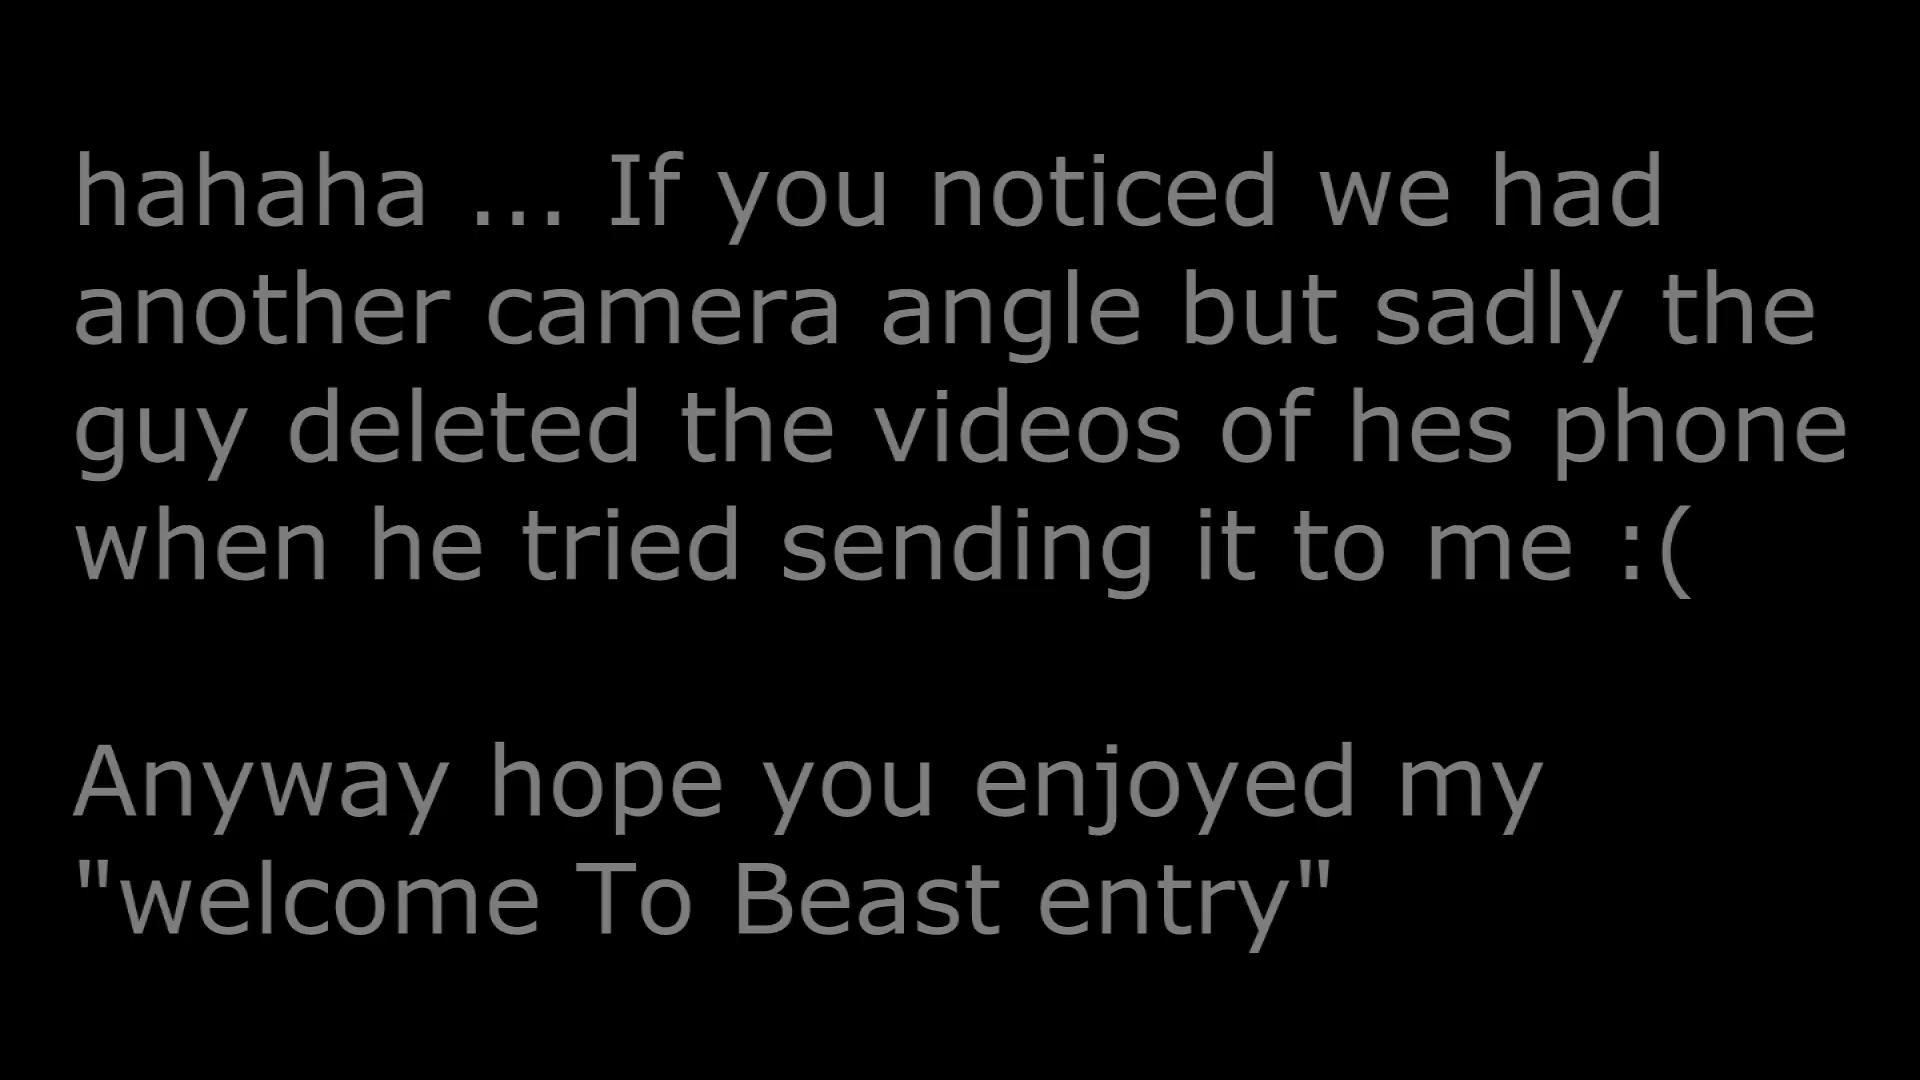 hahaha ... If you noticed we had
another camera angle but sadly the
guy deleted the videos of hes phone
when he tried sending it to me :(
Anyway hope you enjoyed my
"welcome To Beast entry"